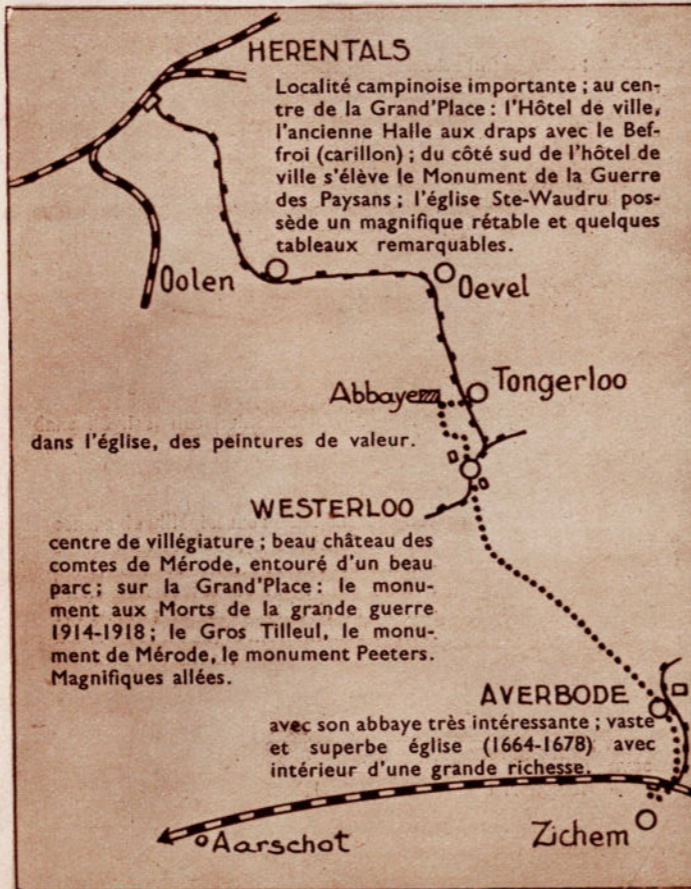 HERENTALS
Localité campinoise importante ; au cen-
tre de la Grand'Place : l'Hôtel de ville,
l'ancienne Halle aux draps avec le Bef-
froi (carillon) ; du côté sud de l'hôtel de
ville s'élève le Monument de la Guerre
des Paysans ; l'église Ste-Waudru pos-
sède un magnifique rétable et quelques
tableaux remarquables.
Oolen
Oevel
Abbaye
Tongerloo
dans l'église, des peintures de valeur.
WESTERLOO
centre de villégiature ; beau château des
comtes de Mérode, entouré d'un beau
parc ; sur la Grand'Place : le monu-
ment aux Morts de la grande guerre
1914-1918 ; le Gros Tilleul, le monu-
ment de Mérode, le monument Peeters.
Magnifiques allées.
AVERBODE
avec son abbaye très intéressante ; vaste
et superbe église (1664-1678) avec
intérieur d'une grande richesse.
Aarschot
Zichem